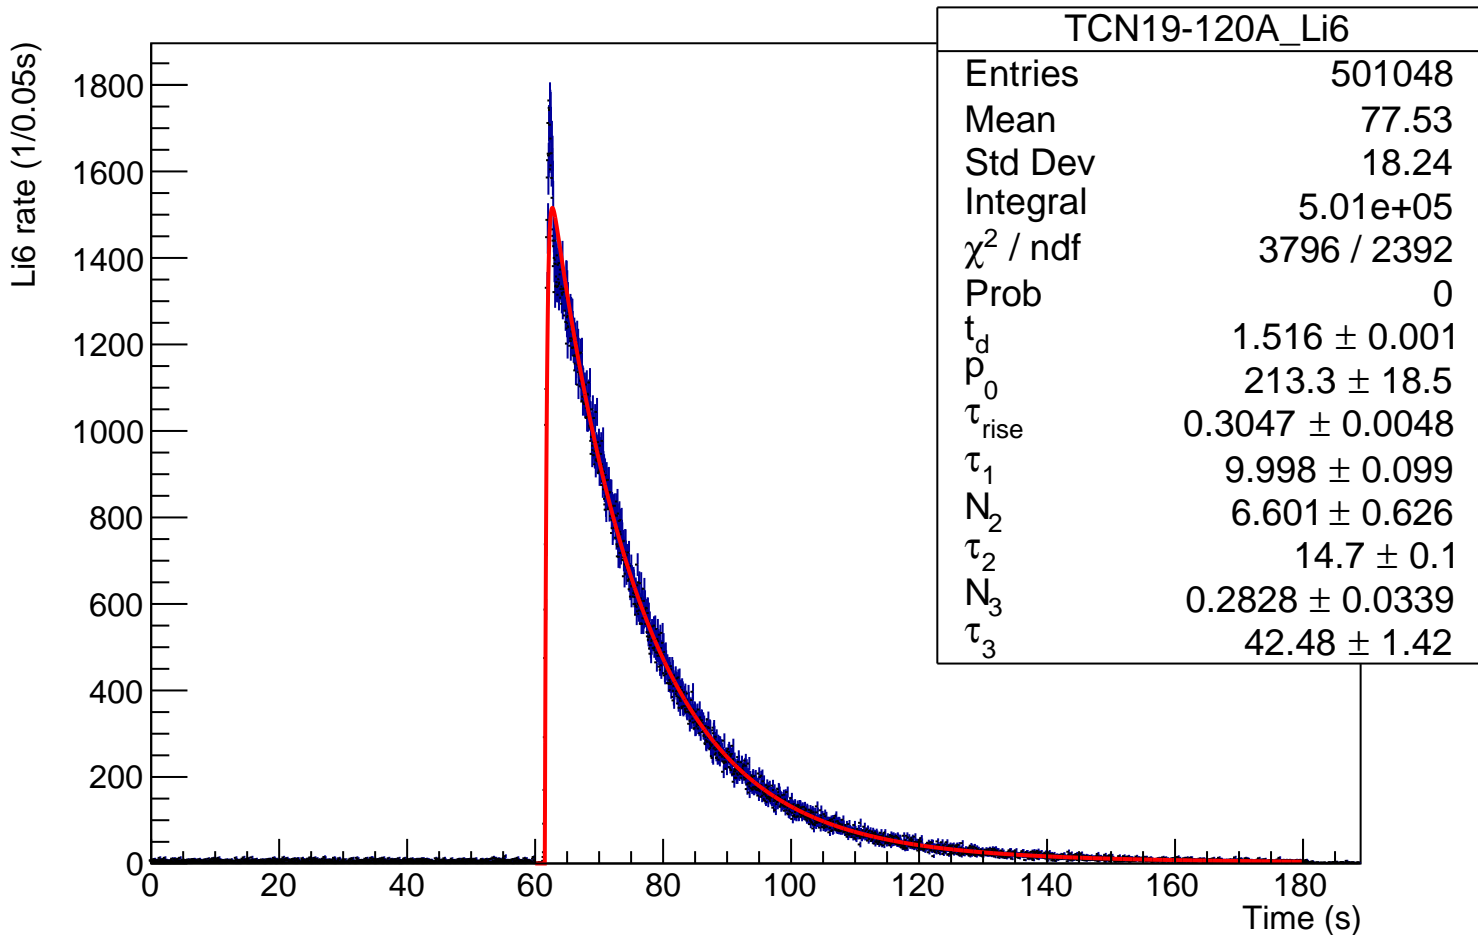 TCN19-120A_Li6
Entries 501048
Mean 77.53
Std Dev 18.24
Integral 5.01e+05
χ² / ndf 3796 / 2392
Prob 0
t_d 1.516 ± 0.001
p_0 213.3 ± 18.5
τ_rise 0.3047 ± 0.0048
τ_1 9.998 ± 0.099
N_2 6.601 ± 0.626
τ_2 14.7 ± 0.1
N_3 0.2828 ± 0.0339
τ_3 42.48 ± 1.42
Li6 rate (1/0.05s)
1800
1600
1400
1200
1000
800
600
400
200
0
0 20 40 60 80 100 120 140 160 180
Time (s)